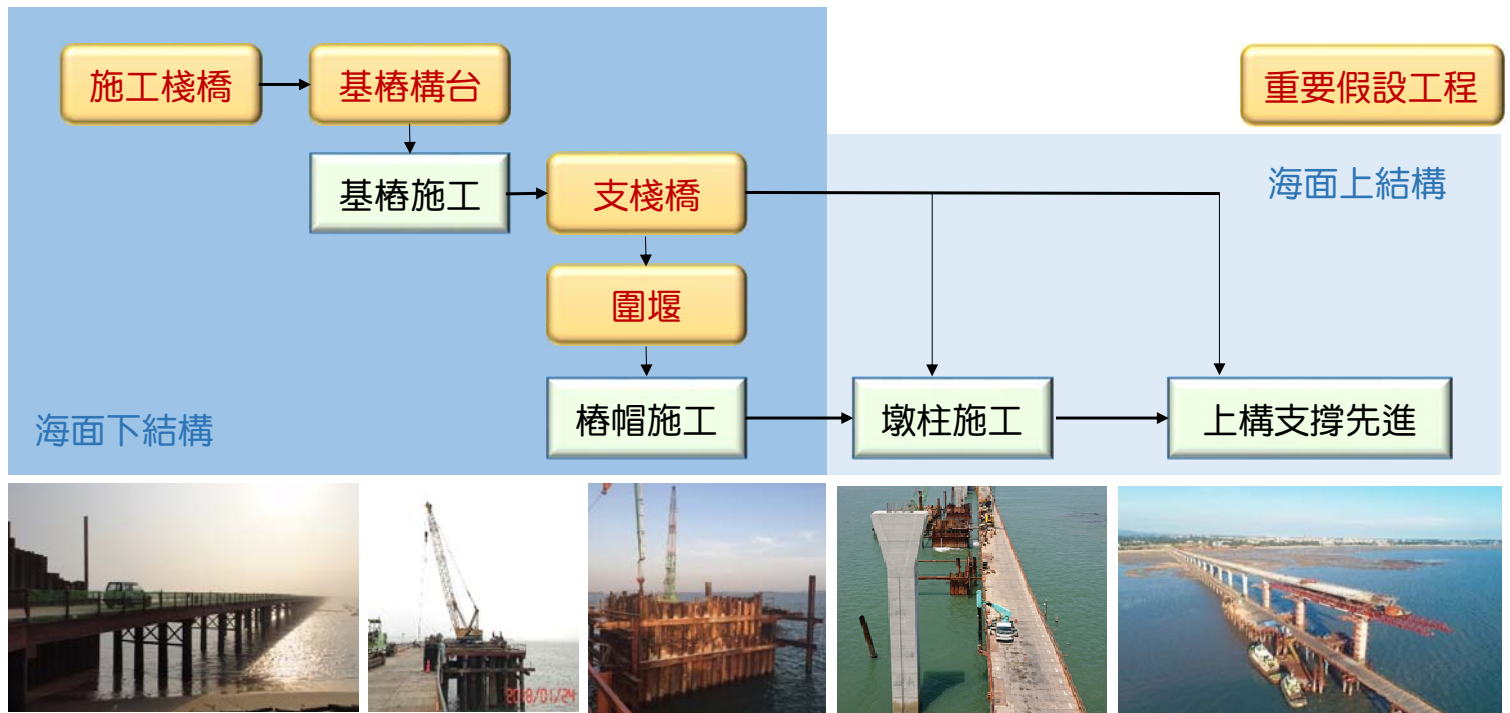 施工棧橋
基樁構台
重要假設工程
基樁施工
支棧橋
海面上結構
圍堰
海面下結構
樁帽施工
墩柱施工
上構支撐先進
2018/01/24